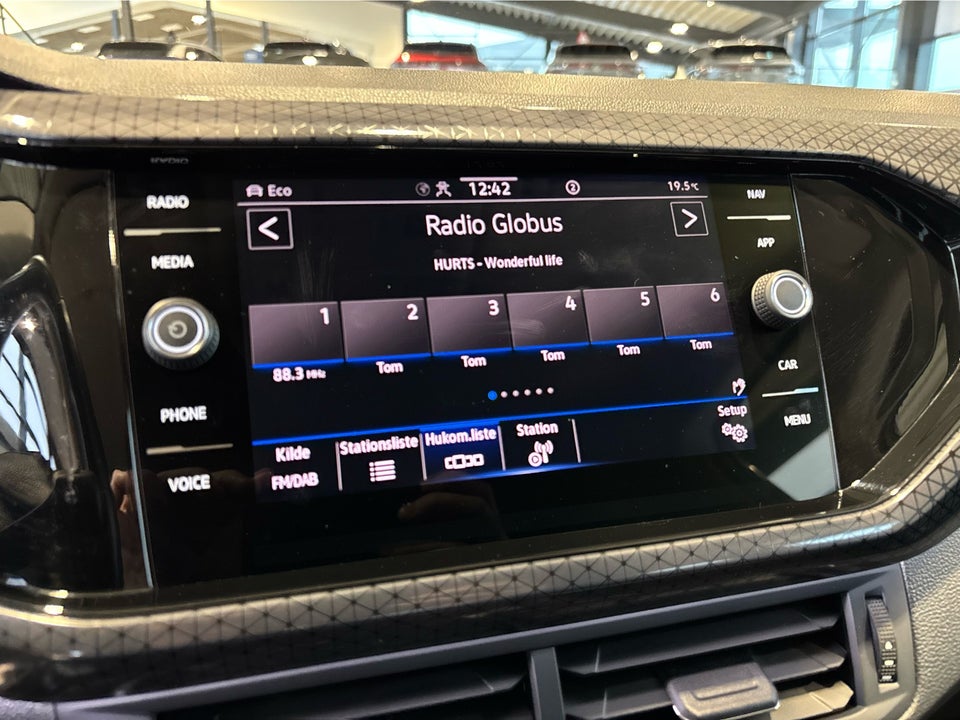 RADIO
MEDIA
PHONE
VOICE
Eco
12:42
2
19.5°C
<
Radio Globus
>
HURTS - Wonderful life
1 2 3 4 5 6
88.3 MHz Tom Tom Tom Tom Tom
Kilde
FM/DAB
Stationsliste
Hukom.liste
Station
Setup
NAV
APP
CAR
MENU